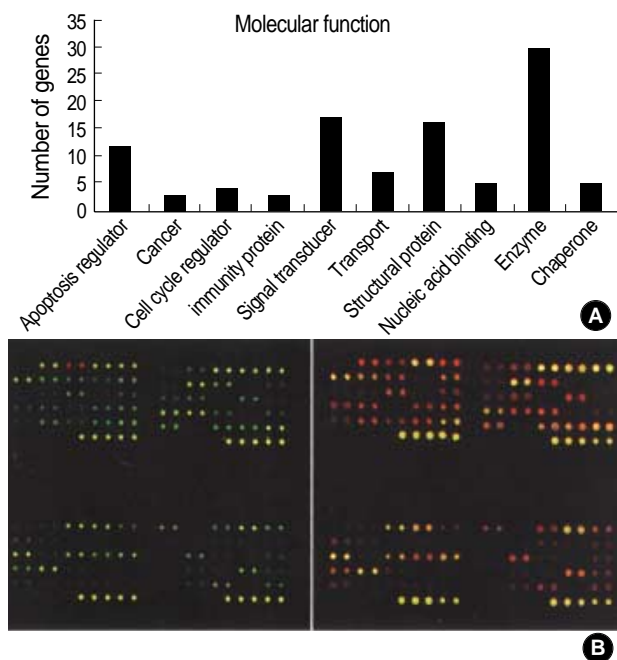 Molecular function
Number of genes
35
30
25
20
15
10
5
0
Apoptosis regulator
Cancer
Cell cycle regulator
immunity protein
Signal transducer
Transport
Structural protein
Nucleic acid binding
Enzyme
Chaperone
A
B